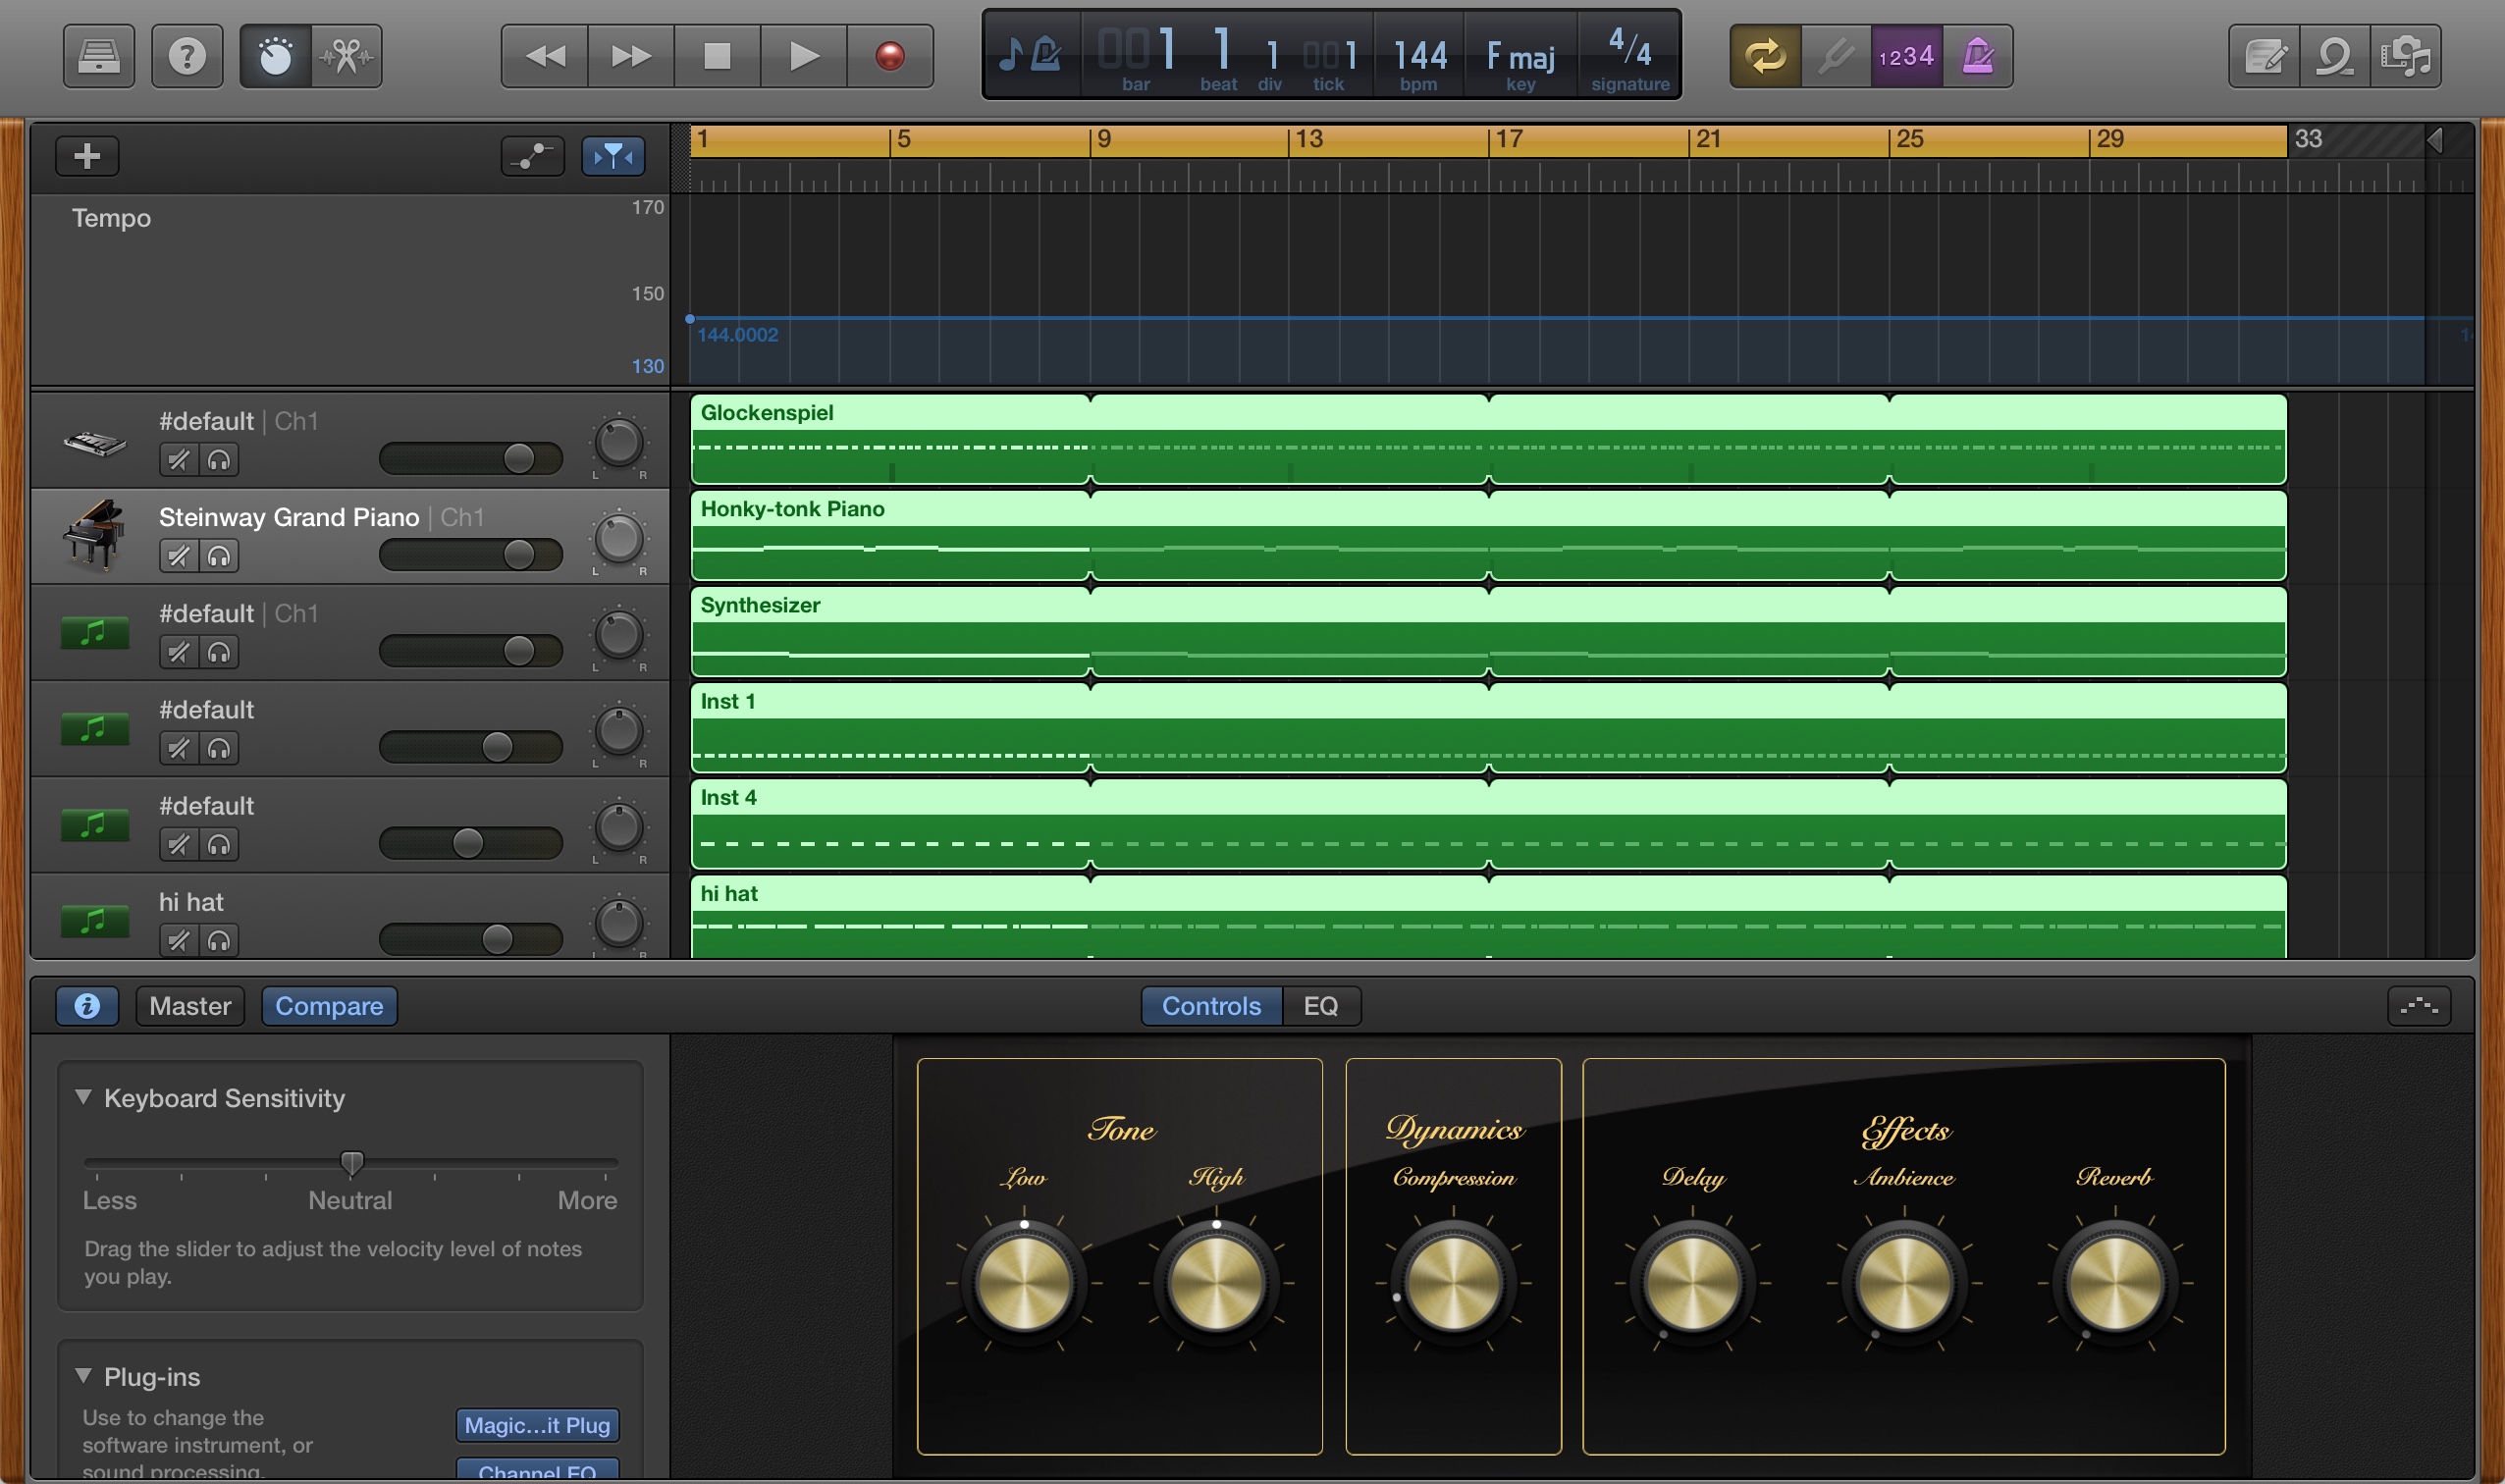 001 1 1 001 144 F maj 4/4
bar beat div tick bpm key signature
1234
1 5 9 13 17 21 25 29 33
Tempo
170
150
130
144.0002
#default | Ch1
L R
Glockenspiel
Steinway Grand Piano | Ch1
L R
Honky-tonk Piano
#default | Ch1
L R
Synthesizer
#default
L R
Inst 1
#default
L R
Inst 4
hi hat
L R
hi hat
Master Compare Controls EQ
Keyboard Sensitivity
Less Neutral More
Drag the slider to adjust the velocity level of notes
you play.
Plug-ins
Use to change the
software instrument, or
sound processing.
Magic...it Plug
Channel EQ
Tone
Low High
Dynamics
Compression
Effects
Delay Ambience Reverb